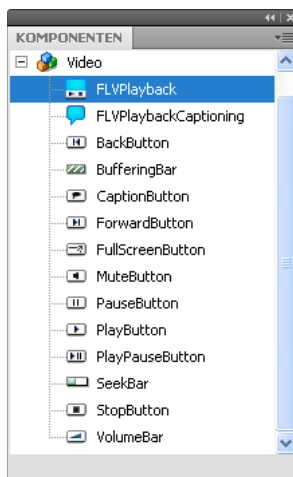 KOMPONENTEN
Video
FLVPlayback
FLVPlaybackCaptioning
BackButton
BufferingBar
CaptionButton
ForwardButton
FullScreenButton
MuteButton
PauseButton
PlayButton
PlayPauseButton
SeekBar
StopButton
VolumeBar